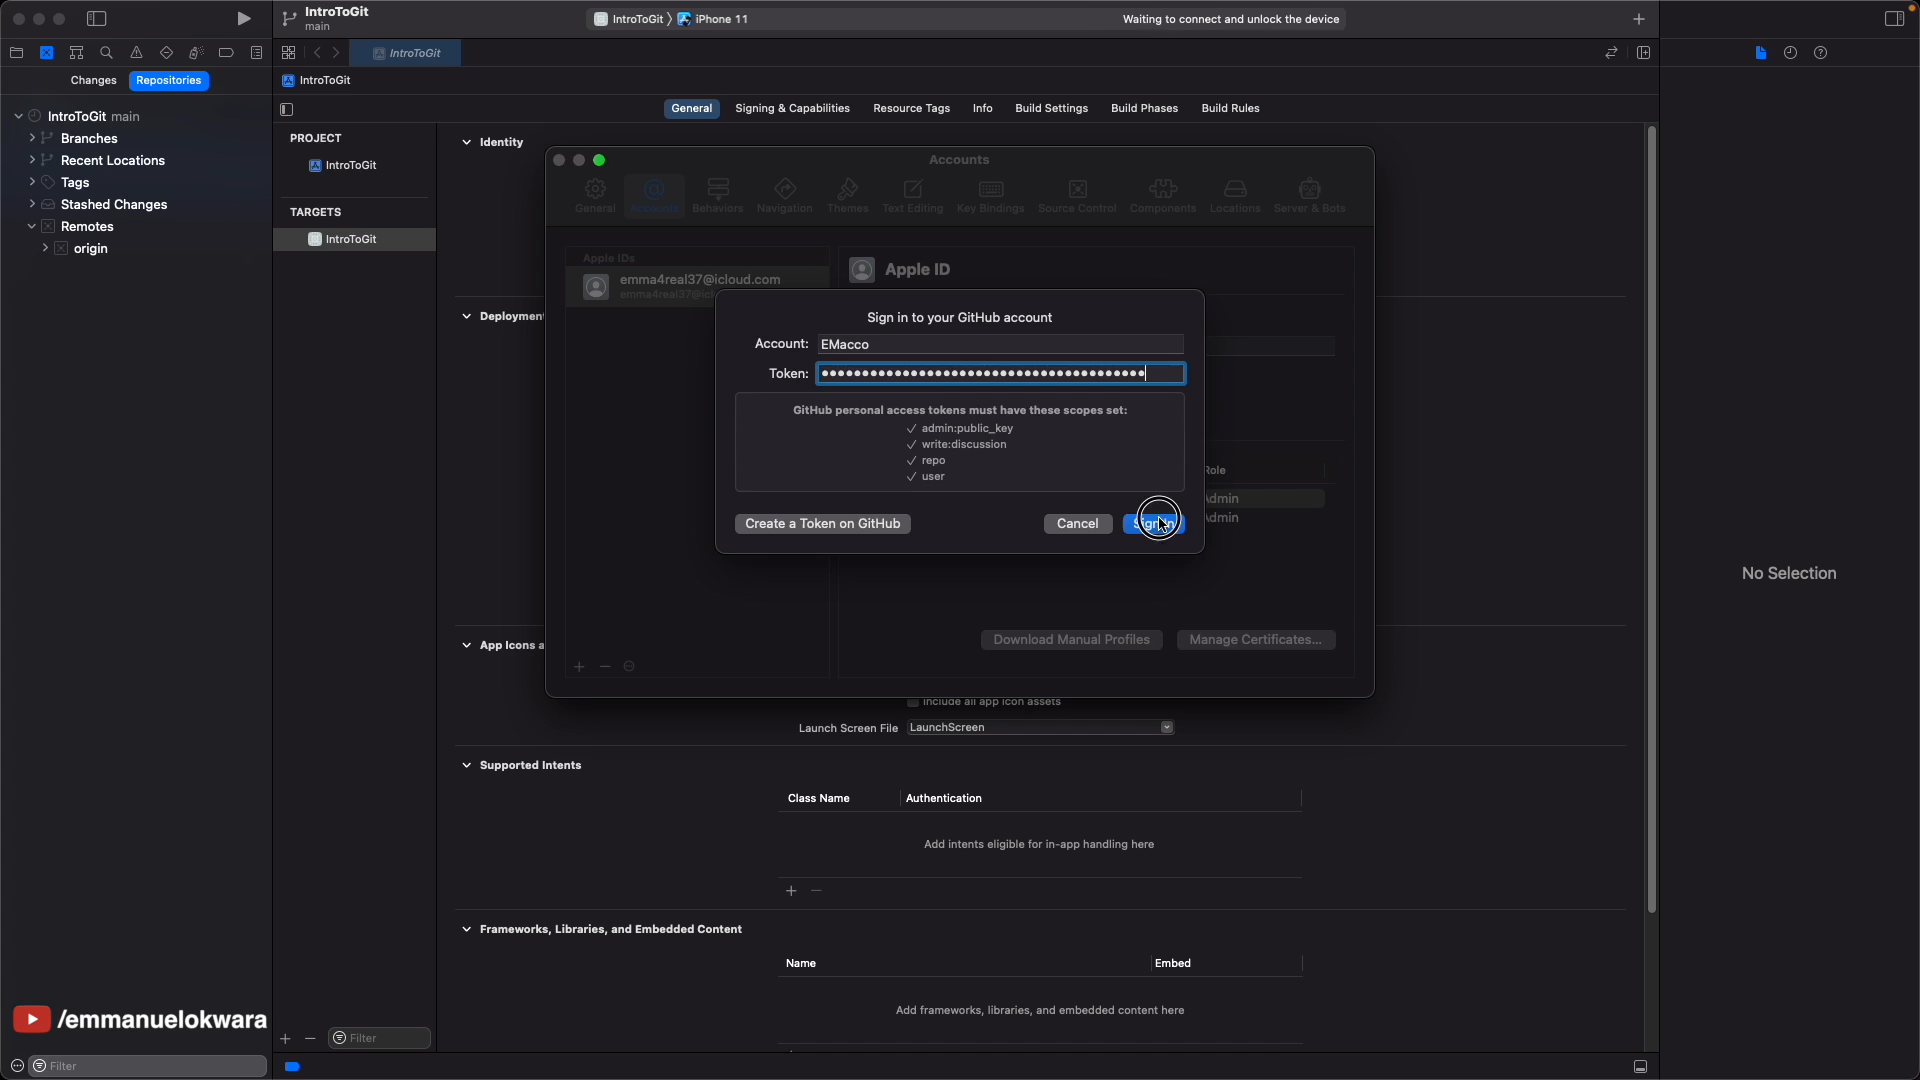 IntroToGit
main
IntroToGit
iPhone 11
Waiting to connect and unlock the device
IntroToGit
Changes
Repositories
IntroToGit
General
Signing & Capabilities
Resource Tags
Info
Build Settings
Build Phases
Build Rules
IntroToGit main
Branches
Recent Locations
Tags
Stashed Changes
Remotes
origin
PROJECT
IntroToGit
TARGETS
IntroToGit
Identity
Deployment
App Icons a
Accounts
General
Accounts
Behaviors
Navigation
Themes
Text Editing
Key Bindings
Source Control
Components
Locations
Server & Bots
Apple IDs
emma4real37@icloud.com
emma4real37@icl
Apple ID
Sign in to your GitHub account
Account: EMacco
Token: ••••••••••••••••••••••••••••••••••••••••
GitHub personal access tokens must have these scopes set:
✓ admin:public_key
✓ write:discussion
✓ repo
✓ user
Create a Token on GitHub
Cancel
Sign In
Role
Admin
Admin
Download Manual Profiles
Manage Certificates...
Include all app icon assets
Launch Screen File LaunchScreen
Supported Intents
Class Name
Authentication
Add intents eligible for in-app handling here
Frameworks, Libraries, and Embedded Content
Name
Embed
Add frameworks, libraries, and embedded content here
No Selection
/emmanuelokwara
Filter
Filter